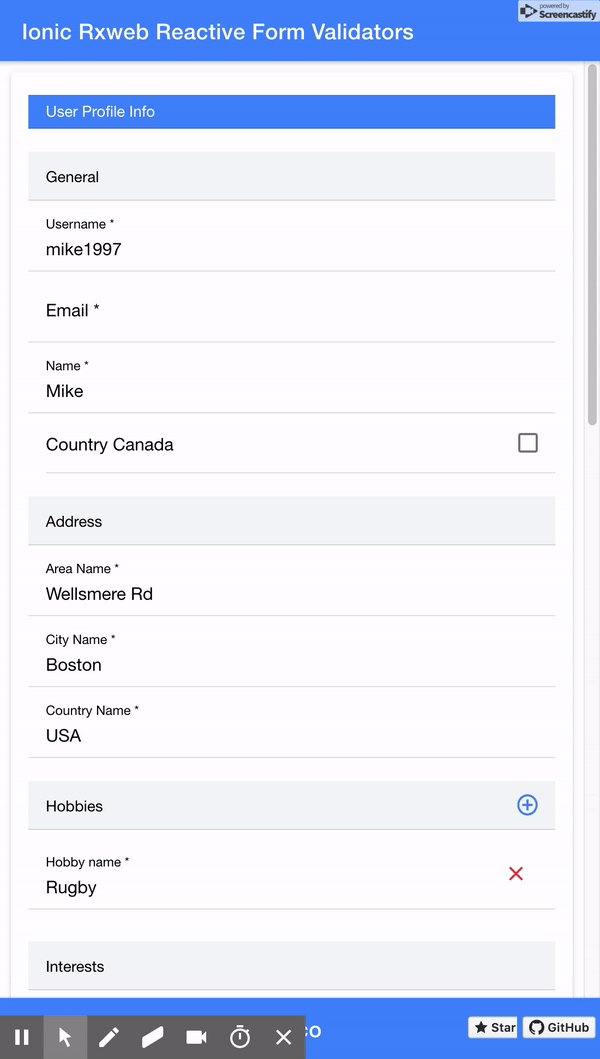 powered by
Screencastify
Ionic Rxweb Reactive Form Validators
User Profile Info
General
Username *
mike1997
Email *
Name *
Mike
Country Canada
Address
Area Name *
Wellsmere Rd
City Name *
Boston
Country Name *
USA
Hobbies
Hobby name *
Rugby
Interests
co
Star
GitHub